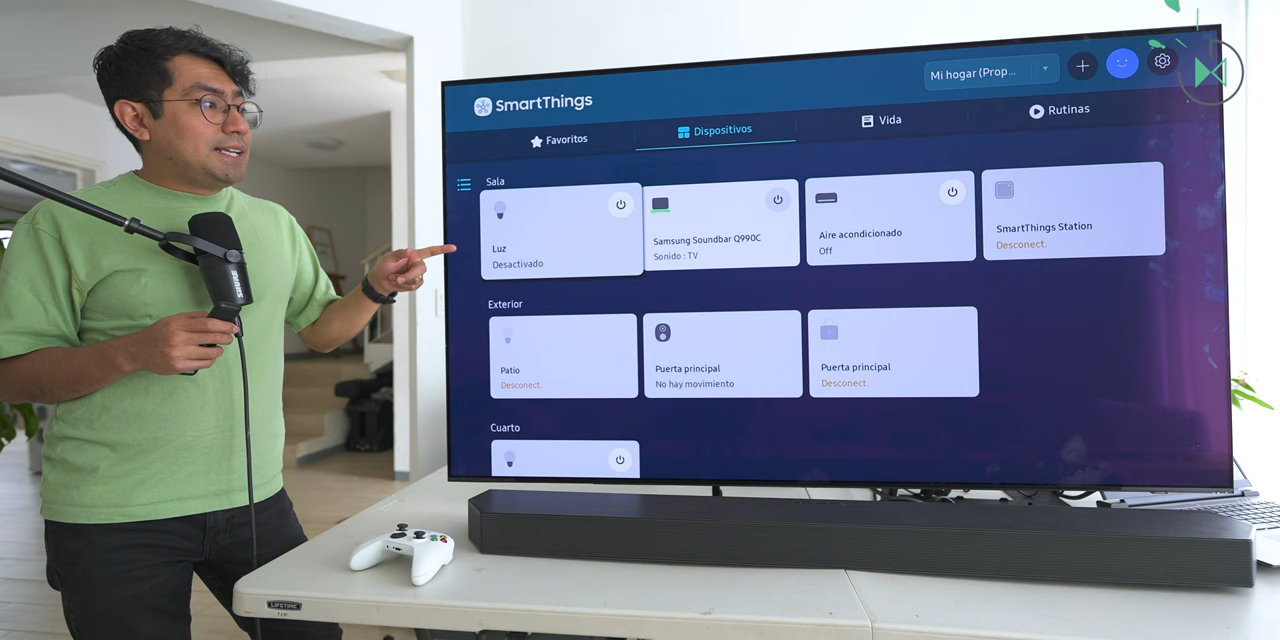 SmartThings
Mi hogar (Prop...
Favoritos
Dispositivos
Vida
Rutinas
Sala
Luz
Desactivado
Samsung Soundbar Q990C
Sonido : TV
Aire acondicionado
Off
SmartThings Station
Desconect.
Exterior
Patio
Desconect.
Puerta principal
No hay movimiento
Puerta principal
Desconect.
Cuarto
SHURE
LIFETIME